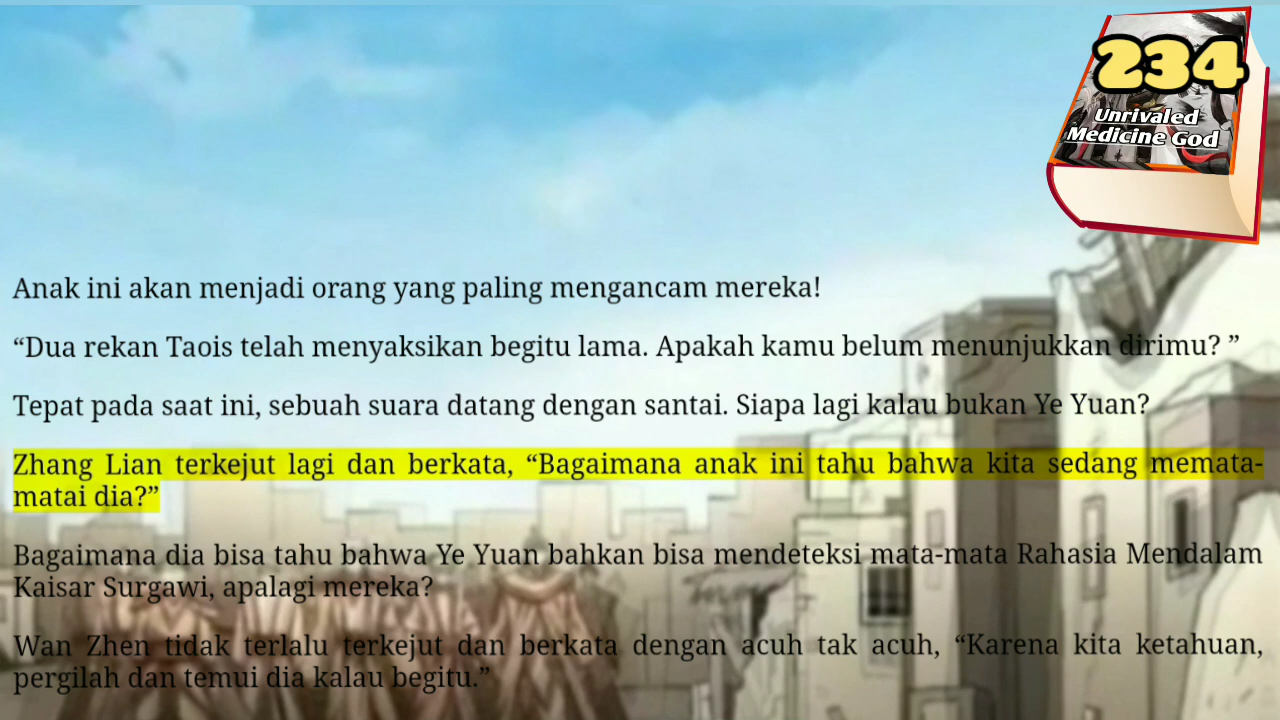 234
Unrivaled
Medicine God
Anak ini akan menjadi orang yang paling mengancam mereka!
“Dua rekan Taois telah menyaksikan begitu lama. Apakah kamu belum menunjukkan dirimu? ”
Tepat pada saat ini, sebuah suara datang dengan santai. Siapa lagi kalau bukan Ye Yuan?
Zhang Lian terkejut lagi dan berkata, “Bagaimana anak ini tahu bahwa kita sedang memata-
matai dia?”
Bagaimana dia bisa tahu bahwa Ye Yuan bahkan bisa mendeteksi mata-mata Rahasia Mendalam
Kaisar Surgawi, apalagi mereka?
Wan Zhen tidak terlalu terkejut dan berkata dengan acuh tak acuh, “Karena kita ketahuan,
pergilah dan temui dia kalau begitu.”